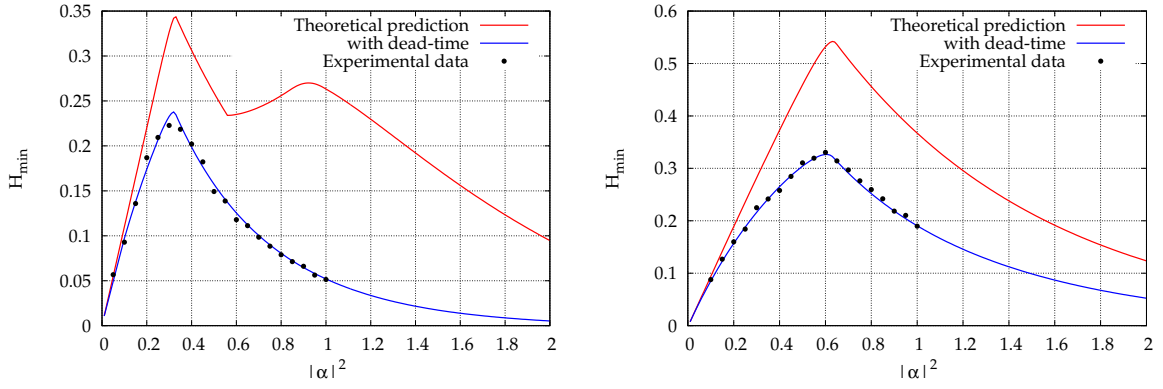 Theoretical prediction
with dead-time
Experimental data
H_min
0.35
0.3
0.25
0.2
0.15
0.1
0.05
0
0 0.2 0.4 0.6 0.8 1 1.2 1.4 1.6 1.8 2
|α|²
Theoretical prediction
with dead-time
Experimental data
H_min
0.6
0.5
0.4
0.3
0.2
0.1
0
0 0.2 0.4 0.6 0.8 1 1.2 1.4 1.6 1.8 2
|α|²